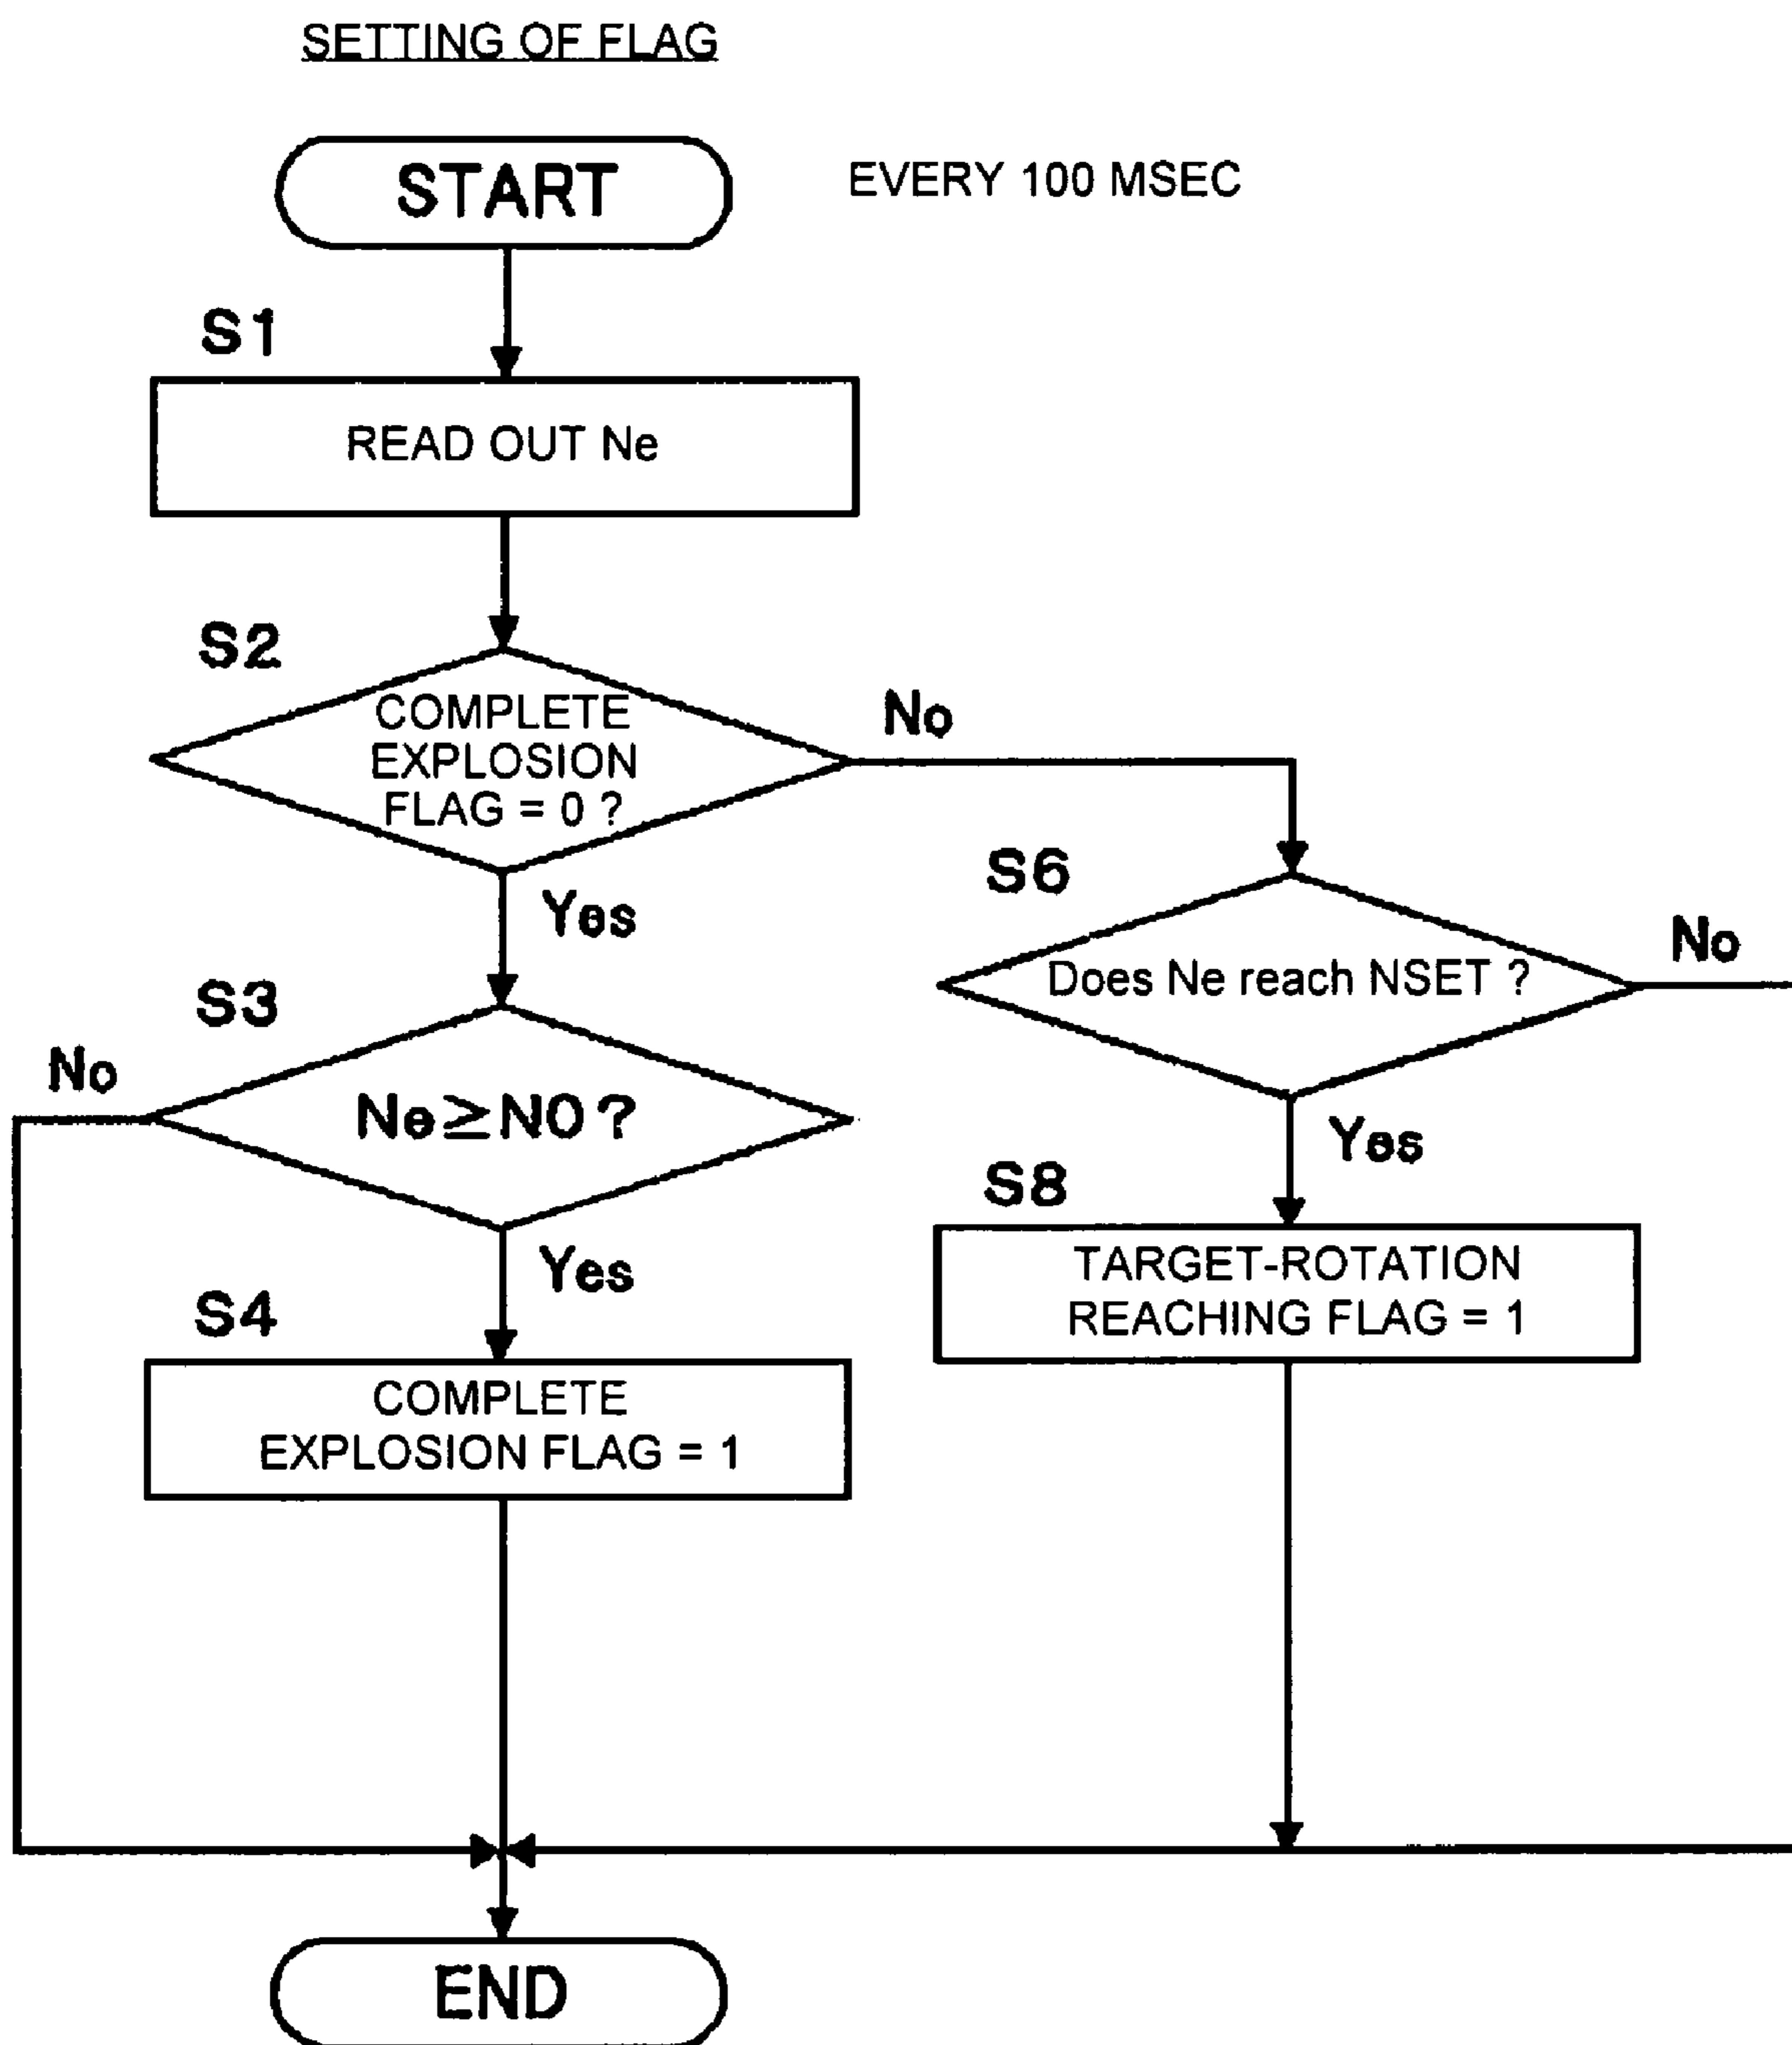 SETTING OF FLAG
START
EVERY 100 MSEC
S1
READ OUT Ne
S2
COMPLETE
EXPLOSION
FLAG = 0 ?
No
Yes
S6
Does Ne reach NSET ?
No
Yes
S3
No
Ne≥N0?
Yes
S8
TARGET-ROTATION
REACHING FLAG = 1
S4
COMPLETE
EXPLOSION FLAG = 1
END